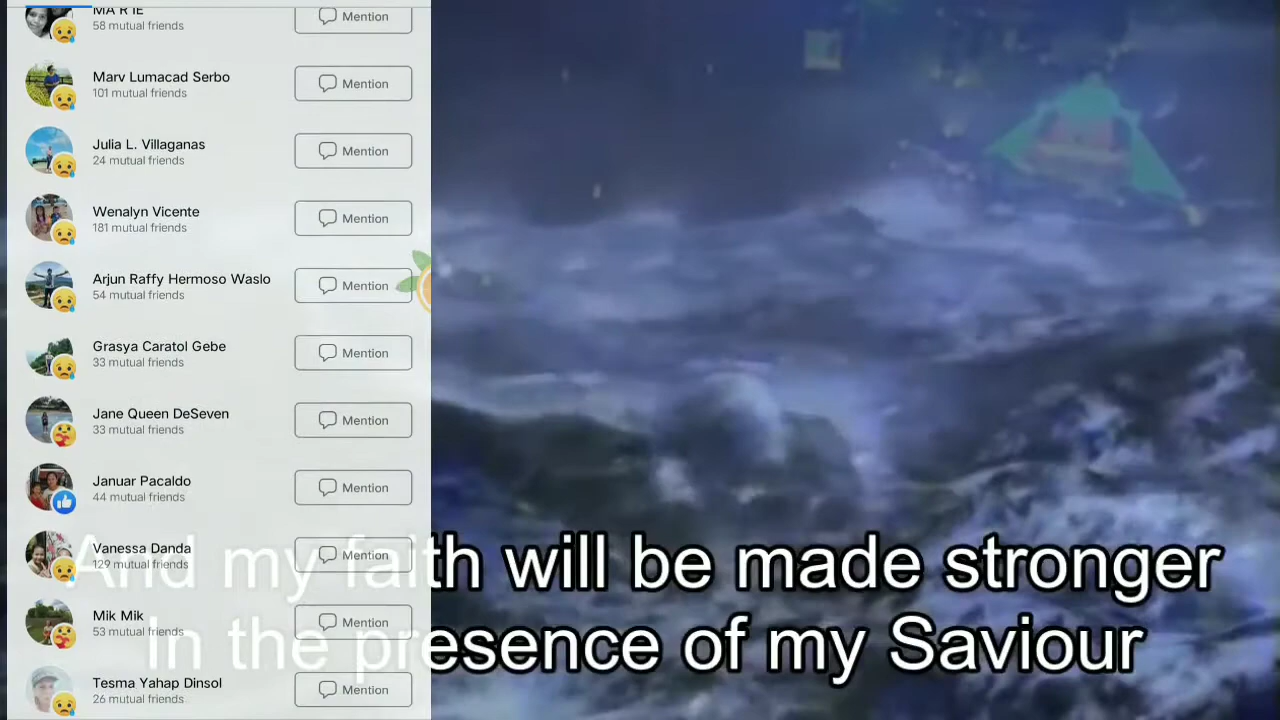 MA R IE
58 mutual friends
Mention
Marv Lumacad Serbo
101 mutual friends
Mention
Julia L. Villaganas
24 mutual friends
Mention
Wenalyn Vicente
181 mutual friends
Mention
Arjun Raffy Hermoso Waslo
54 mutual friends
Mention
Grasya Caratol Gebe
33 mutual friends
Mention
Jane Queen DeSeven
33 mutual friends
Mention
Januar Pacaldo
44 mutual friends
Mention
Vanessa Danda
129 mutual friends
Mention
Mik Mik
53 mutual friends
Mention
Tesma Yahap Dinsol
26 mutual friends
Mention
And my faith will be made stronger
In the presence of my Saviour